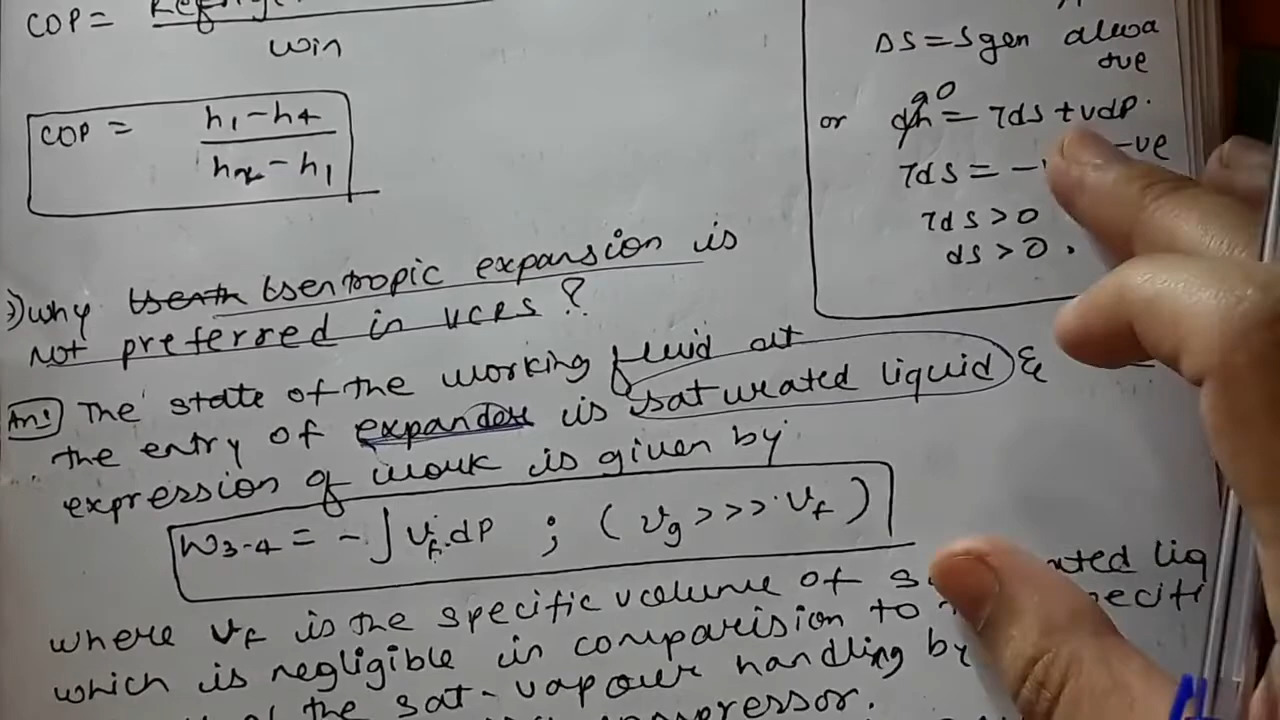 COP =
Win
COP = h1 - h4
h2 - h1
ΔS = Sgen alwa
+ve
0
or dh = Tds + vdp.
-ve
Tds = -
Tds > 0
ds > 0.
Why Isentropic expansion is
Not preferred in VCRS ?
Ans: The state of the working fluid at
the entry of expander is saturated liquid &
expression of work is given by
W3-4 = - ∫ vf.dP ; (vg >>> vf)
where vf is the specific volume of
which is negligible in comparision to
the sat-vapour handling by